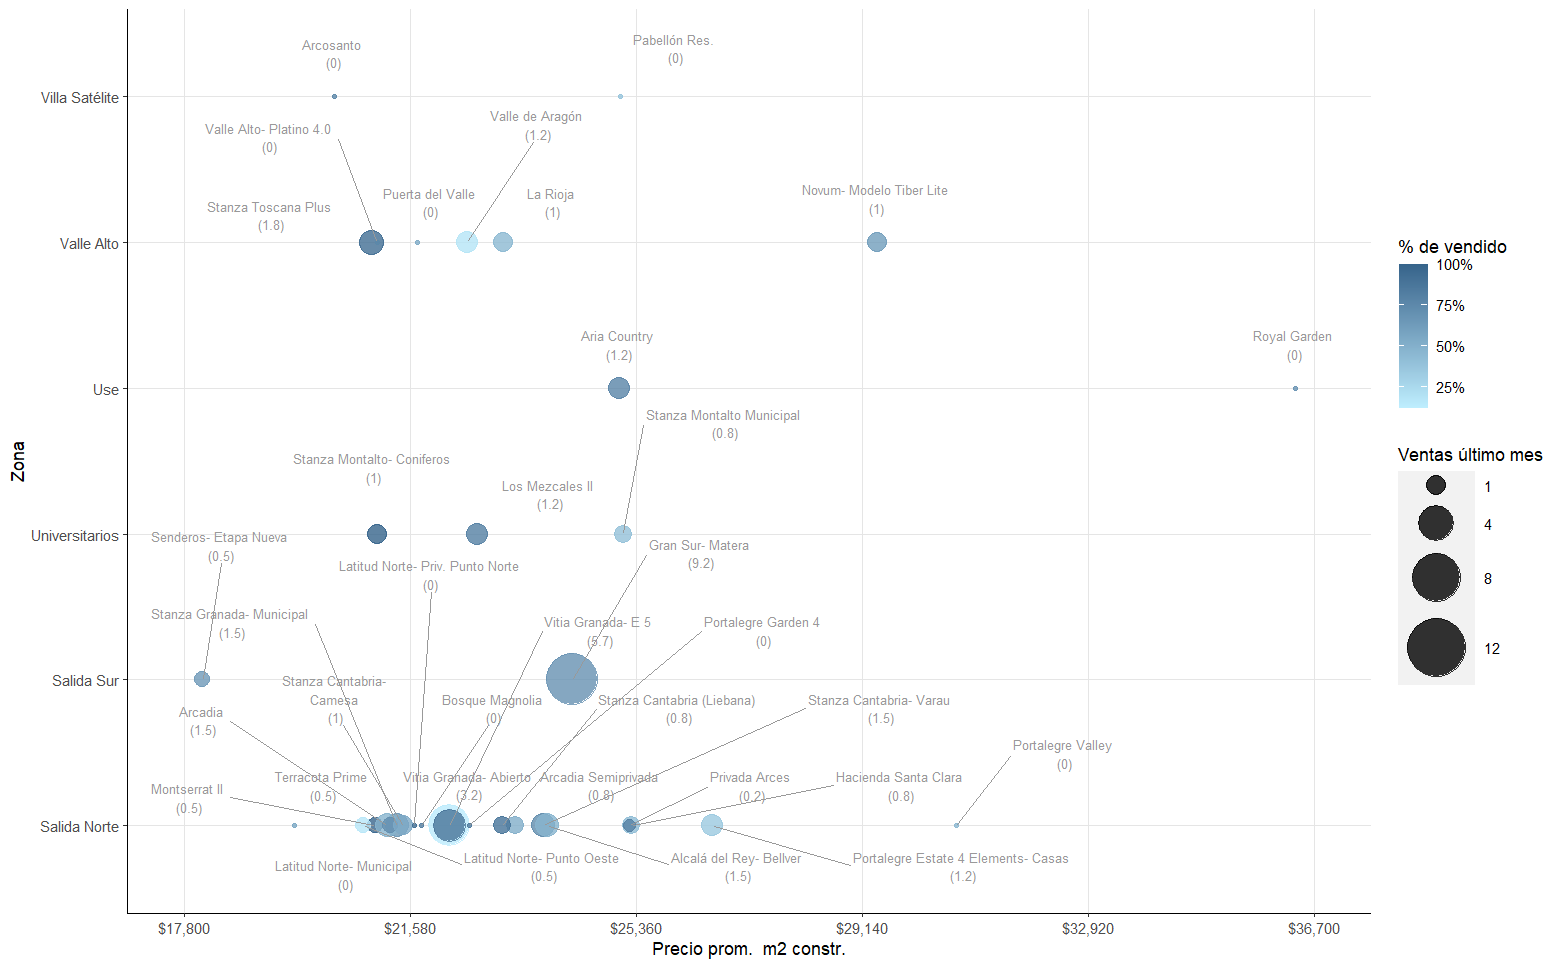 Arcosanto
(0)
Pabellón Res.
(0)
Villa Satélite
Valle de Aragón
(1.2)
Valle Alto- Platino 4.0
(0)
Puerta del Valle
(0)
La Rioja
(1)
Novum- Modelo Tiber Lite
(1)
Stanza Toscana Plus
(1.8)
Valle Alto
Aria Country
(1.2)
Royal Garden
(0)
Use
Stanza Montalto Municipal
(0.8)
Stanza Montalto- Coniferos
(1)
Los Mezcales II
(1.2)
Universitarios
Senderos- Etapa Nueva
(0.5)
Gran Sur- Matera
(9.2)
Latitud Norte- Priv. Punto Norte
(0)
Stanza Granada- Municipal
(1.5)
Vitia Granada- E 5
(5.7)
Portalegre Garden 4
(0)
Salida Sur
Stanza Cantabria-
Camesa
(1)
Arcadia
(1.5)
Bosque Magnolia
(0)
Stanza Cantabria (Liebana)
(0.8)
Stanza Cantabria- Varau
(1.5)
Portalegre Valley
(0)
Montserrat II
(0.5)
Terracota Prime
(0.5)
Vitia Granada- Abierto
(3.2)
Arcadia Semiprivada
(0.8)
Privada Arces
(0.2)
Hacienda Santa Clara
(0.8)
Salida Norte
Latitud Norte- Municipal
(0)
Latitud Norte- Punto Oeste
(0.5)
Alcalá del Rey- Bellver
(1.5)
Portalegre Estate 4 Elements- Casas
(1.2)
Zona
$17,800
$21,580
$25,360
$29,140
$32,920
$36,700
Precio prom.  m2 constr.
% de vendido
100%
75%
50%
25%
Ventas último mes
1
4
8
12